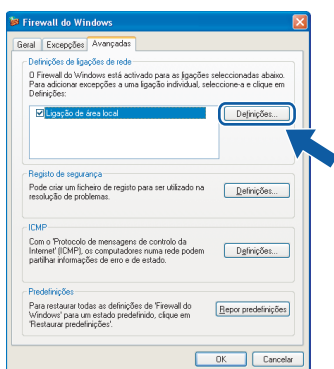 Firewall do Windows
Geral Excepções Avançadas
Definições de ligações de rede
O Firewall do Windows está activado para as ligações seleccionadas abaixo.
Para adicionar excepções a uma ligação individual, seleccione-a e clique em
Definições:
Ligação de área local
Definições...
Registo de segurança
Pode criar um ficheiro de registo para ser utilizado na
resolução de problemas.
Definições...
ICMP
Com o 'Protocolo de mensagens de controlo da
Internet' (ICMP), os computadores numa rede podem
partilhar informações de erro e de estado.
Definições...
Predefinições
Para restaurar todas as definições de 'Firewall do
Windows' para um estado predefinido, clique em
'Restaurar predefinições'.
Repor predefinições
OK Cancelar